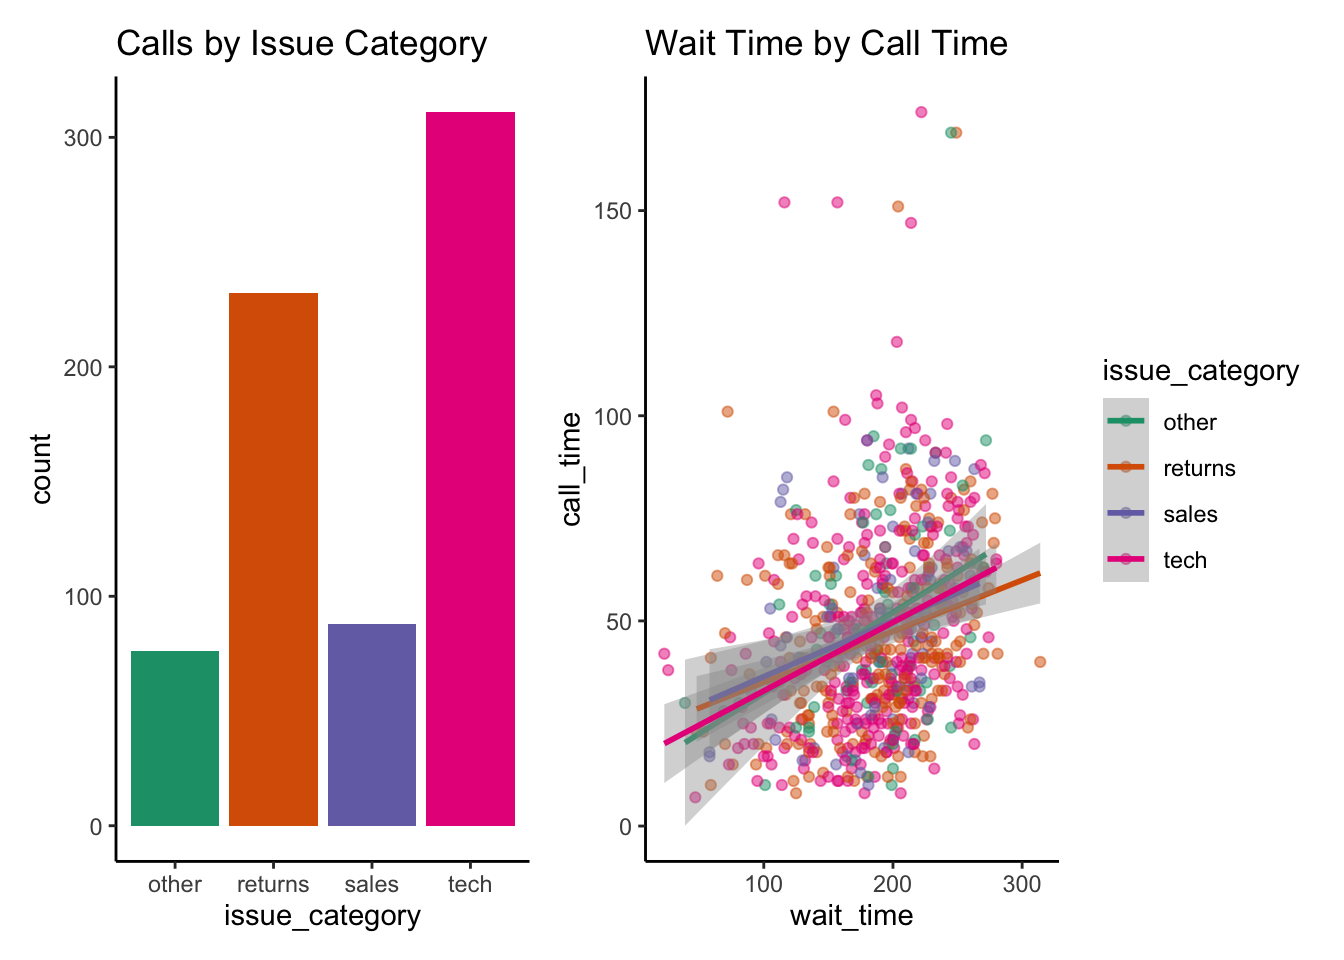 Calls by Issue Category
300
200
100
0
count
other returns sales tech
issue_category
Wait Time by Call Time
150
100
50
0
call_time
100 200 300
wait_time
issue_category
other
returns
sales
tech